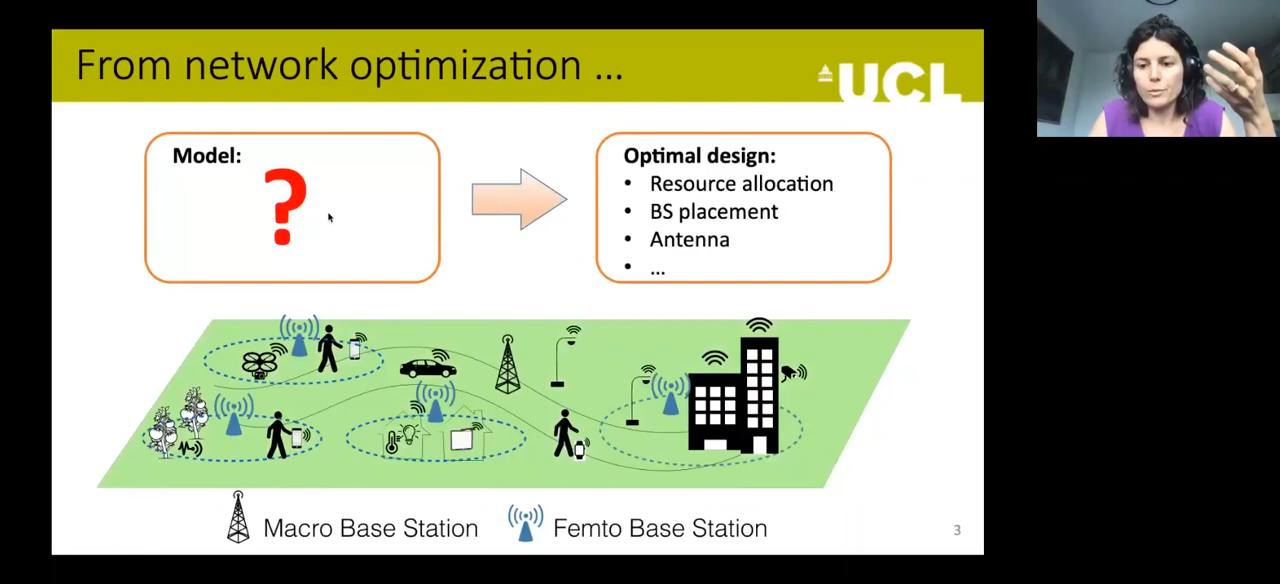 From network optimization ...
UCL
Model:
?
Optimal design:
• Resource allocation
• BS placement
• Antenna
• ...
Macro Base Station
Femto Base Station
3